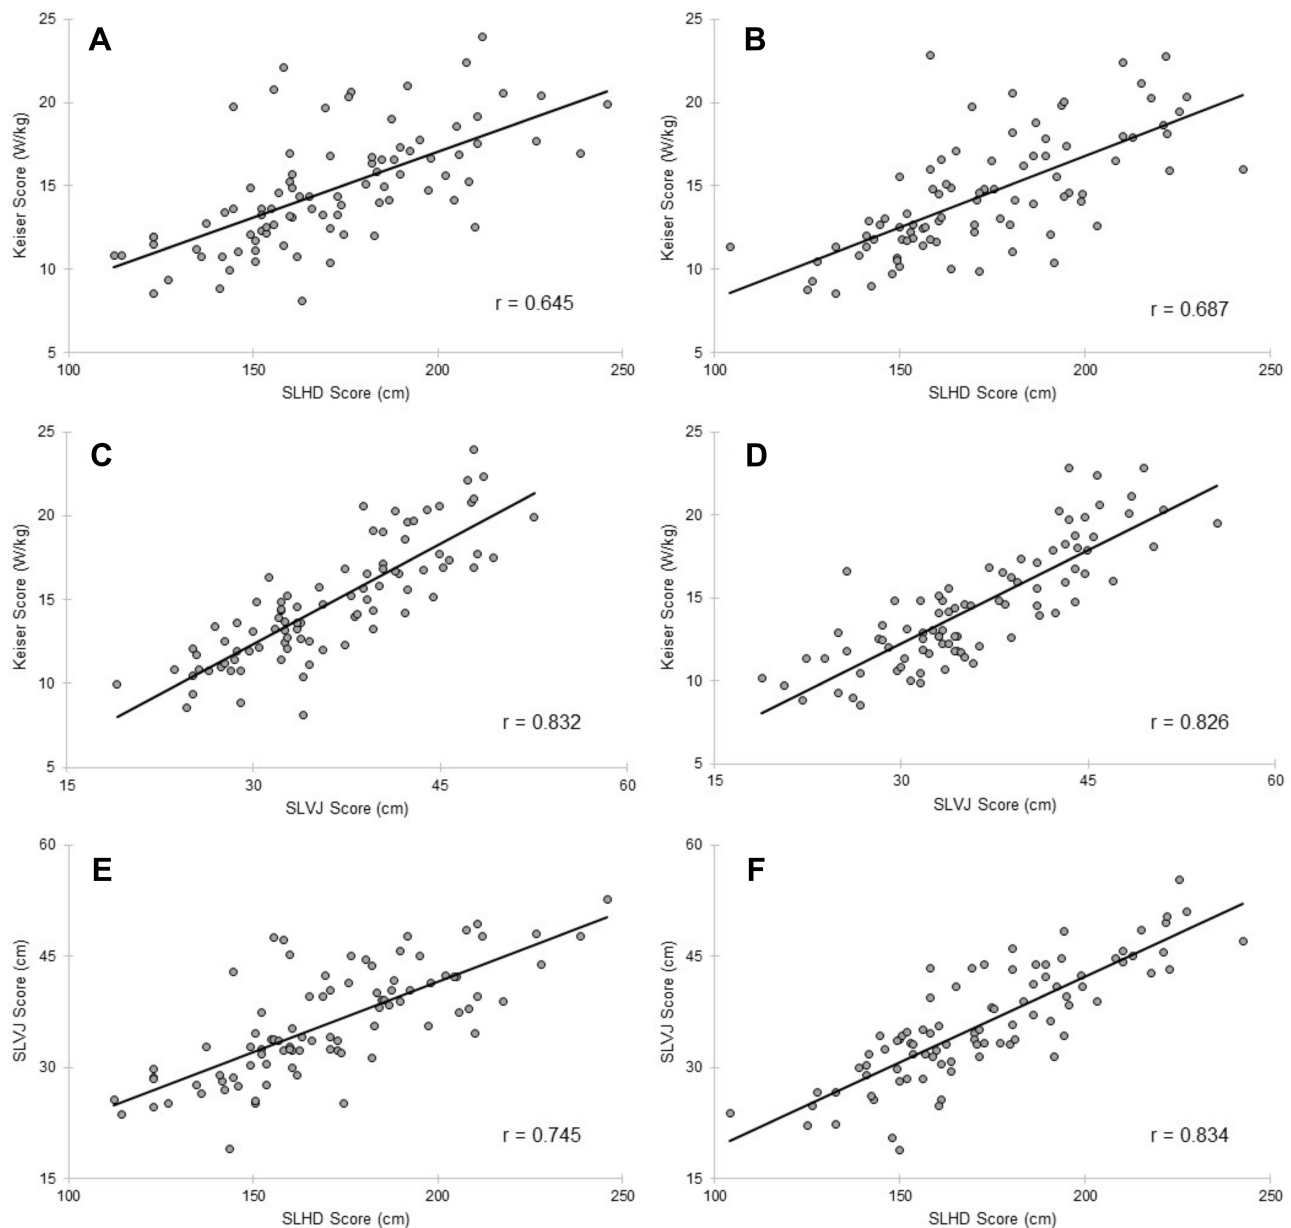 A
25
20
15
10
5
Keiser Score (W/kg)
r = 0.645
100 150 200 250
SLHD Score (cm)
B
25
20
15
10
5
Keiser Score (W/kg)
r = 0.687
100 150 200 250
SLHD Score (cm)
C
25
20
15
10
5
Keiser Score (W/kg)
r = 0.832
15 30 45 60
SLVJ Score (cm)
D
25
20
15
10
5
Keiser Score (W/kg)
r = 0.826
15 30 45 60
SLVJ Score (cm)
E
60
45
30
15
SLVJ Score (cm)
r = 0.745
100 150 200 250
SLHD Score (cm)
F
60
45
30
15
SLVJ Score (cm)
r = 0.834
100 150 200 250
SLHD Score (cm)